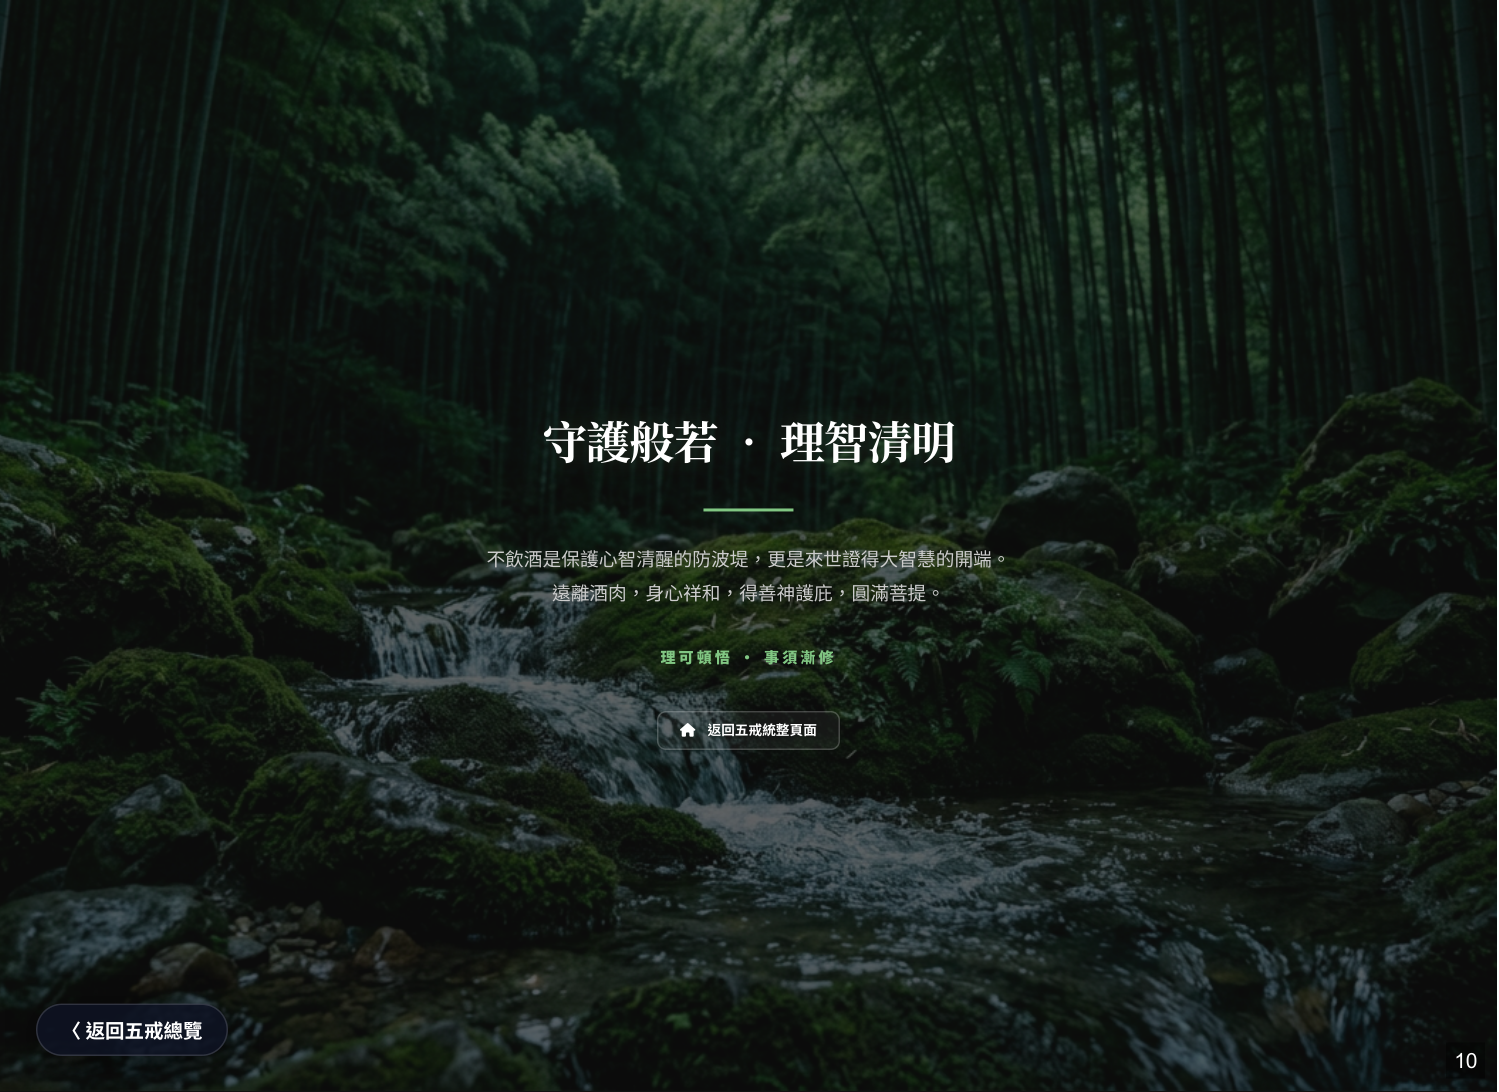 守護般若 · 理智清明
不飲酒是保護心智清醒的防波堤，更是來世證得大智慧的開端。
遠離酒肉，身心祥和，得善神護庇，圓滿菩提。
理可頓悟 • 事須漸修
返回五戒統整頁面
〈 返回五戒總覽
10